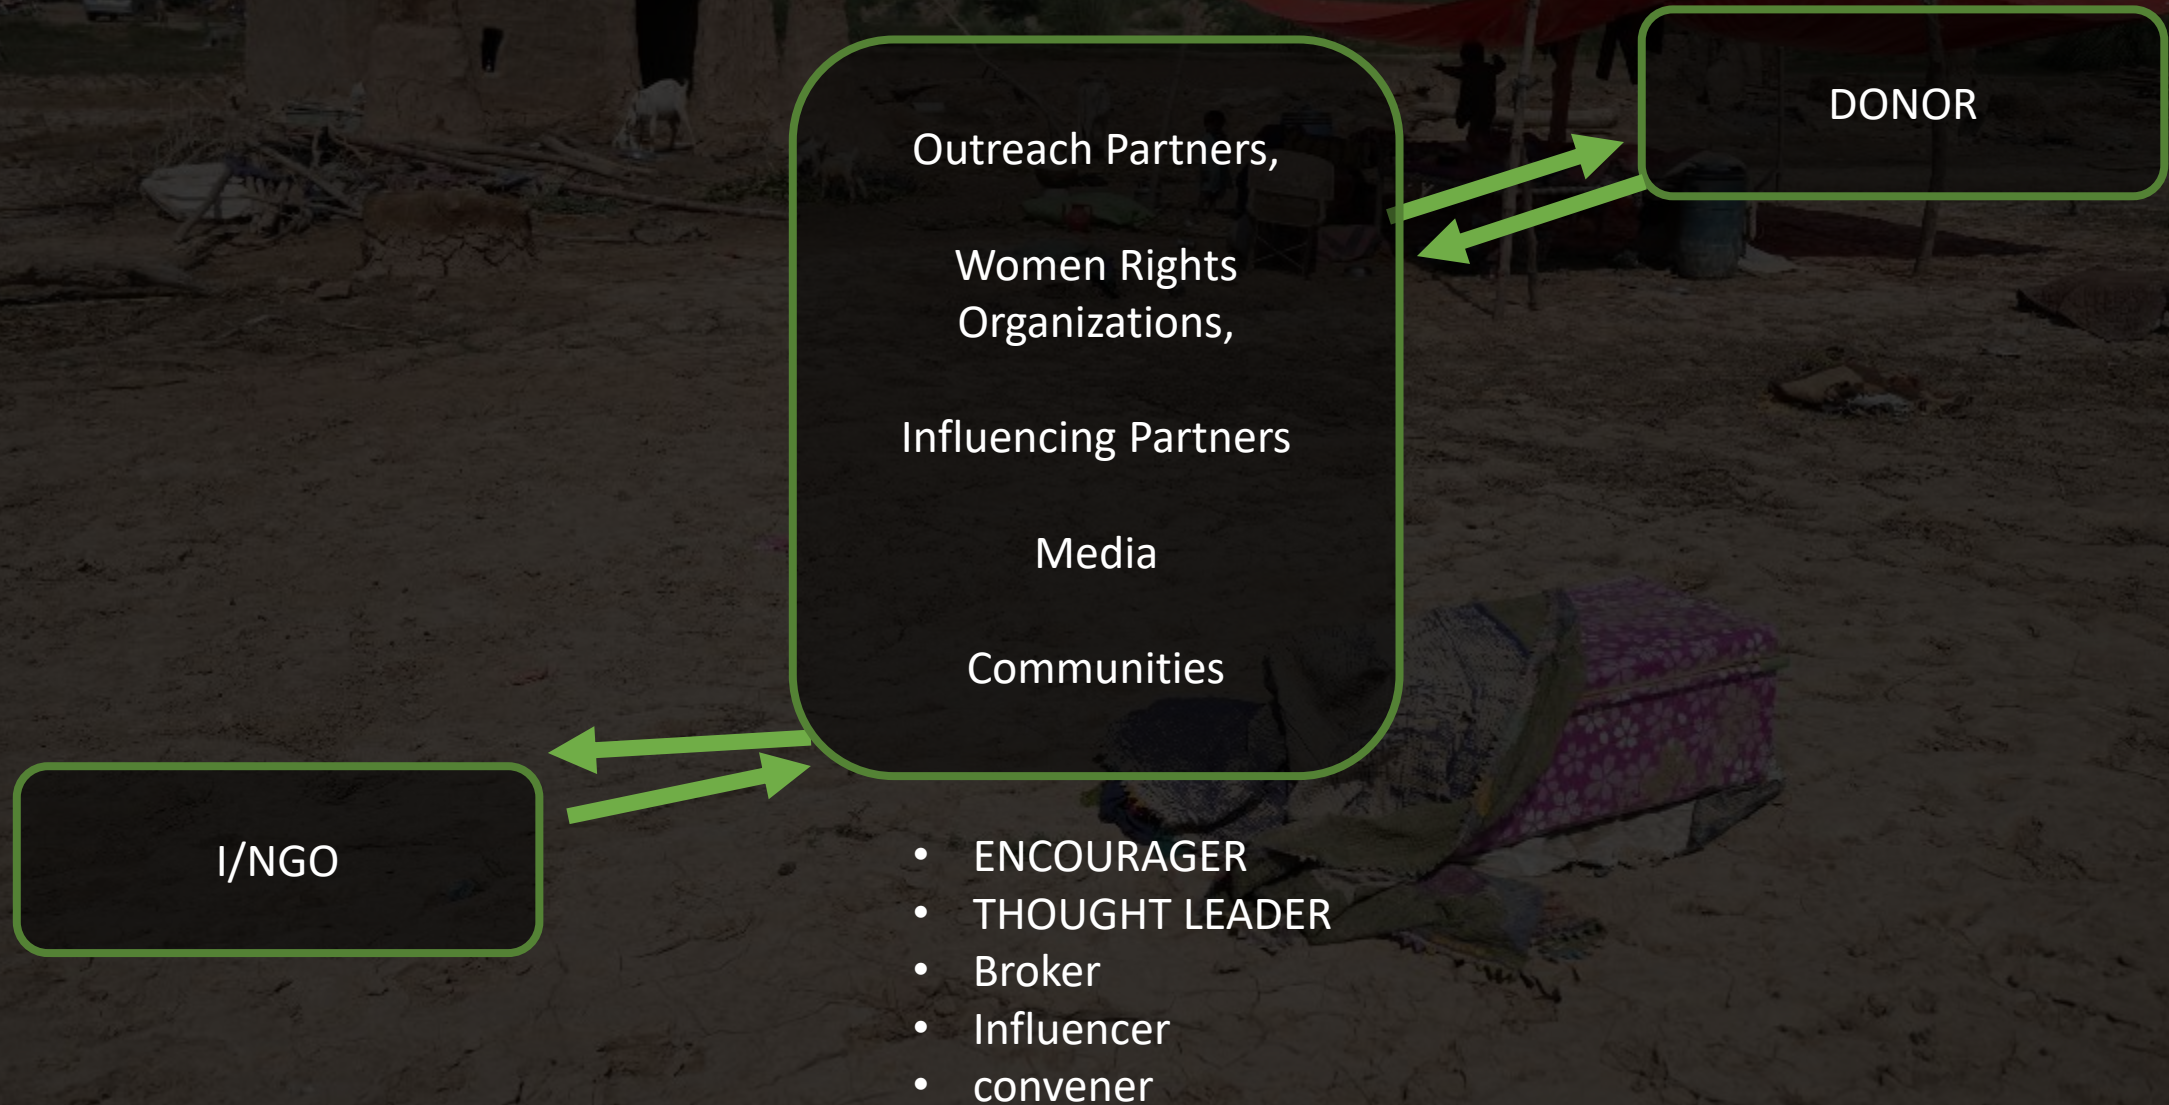 DONOR
Outreach Partners,
Women Rights
Organizations,
Influencing Partners
Media
Communities
I/NGO
• ENCOURAGER
• THOUGHT LEADER
• Broker
• Influencer
• convener